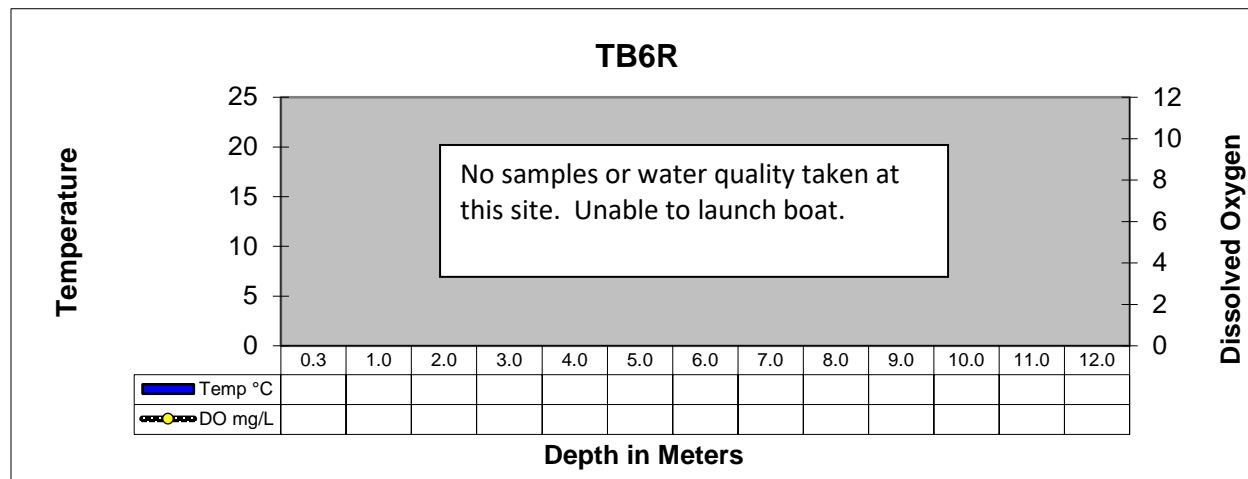 TB6R
25 12
20 10
15 8
10 6
5 4
0 2
0
Temperature
Dissolved Oxygen
No samples or water quality taken at
this site.  Unable to launch boat.
0.3 1.0 2.0 3.0 4.0 5.0 6.0 7.0 8.0 9.0 10.0 11.0 12.0
Temp °C
DO mg/L
Depth in Meters